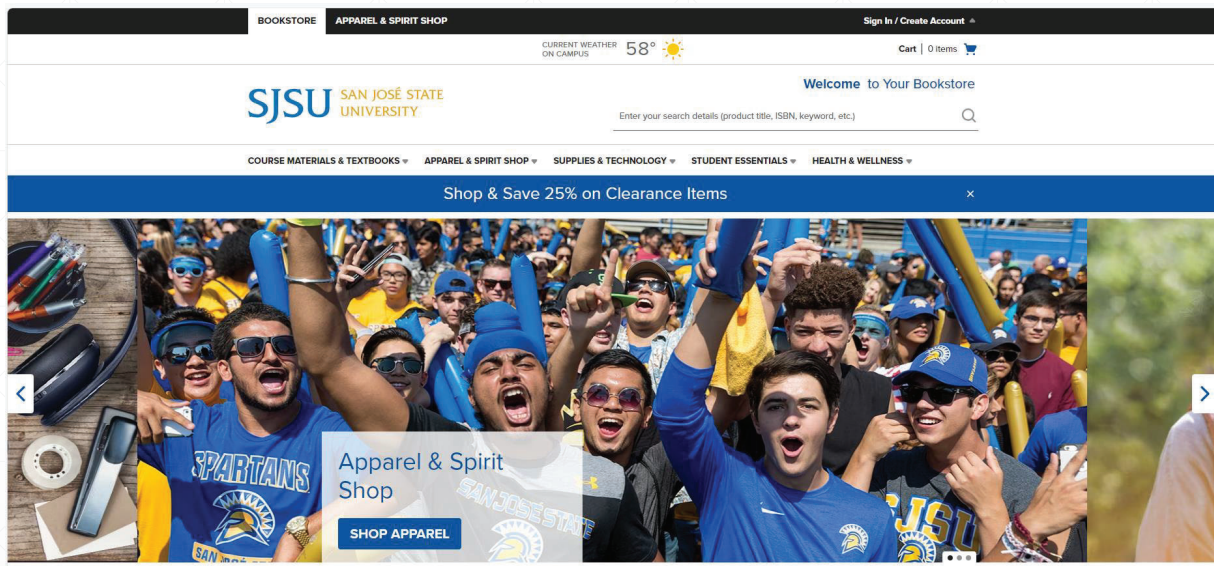 BOOKSTORE APPAREL & SPIRIT SHOP Sign In / Create Account
CURRENT WEATHER
ON CAMPUS 58° Cart | 0 items
Welcome to Your Bookstore
SJSU SAN JOSÉ STATE
UNIVERSITY
Enter your search details (product title, ISBN, keyword, etc.)
COURSE MATERIALS & TEXTBOOKS APPAREL & SPIRIT SHOP SUPPLIES & TECHNOLOGY STUDENT ESSENTIALS HEALTH & WELLNESS
Shop & Save 25% on Clearance Items ×
SPARTANS
SAN JOSÉ STATE
SJSU
Apparel & Spirit
Shop
SHOP APPAREL